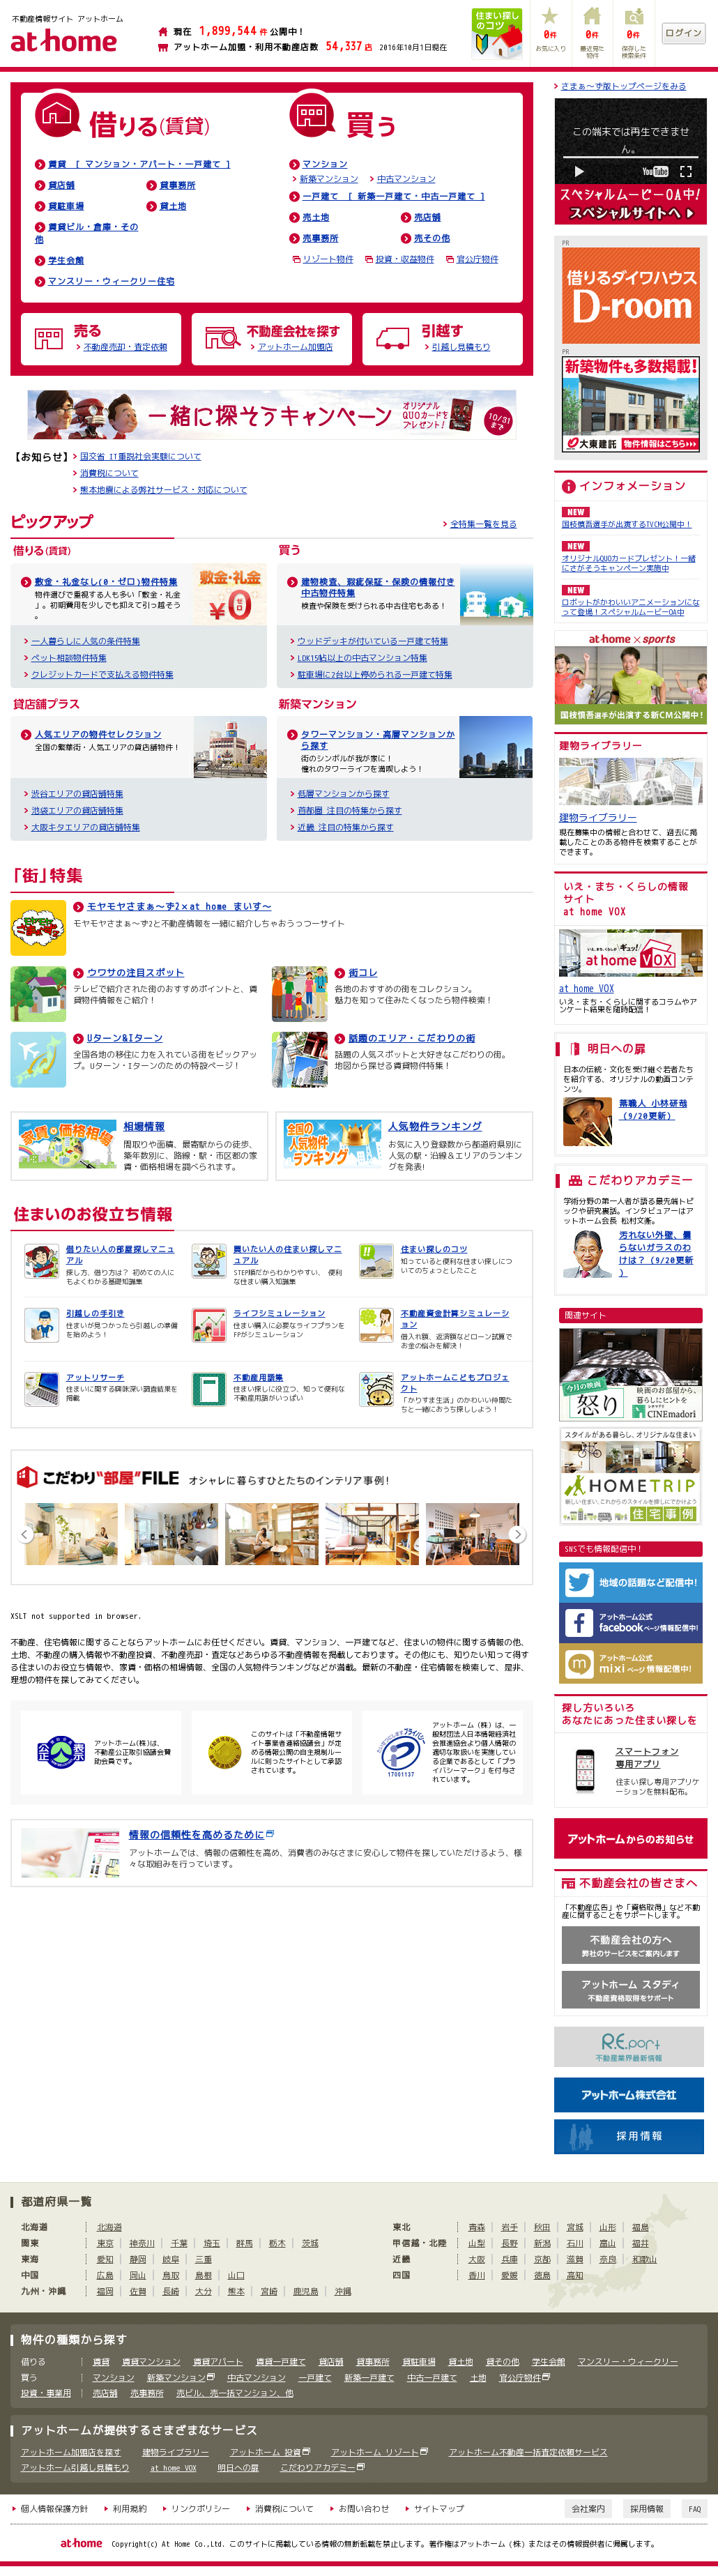 不動産情報サイト アットホーム
at home
現在 1,899,544 件 公開中！
アットホーム加盟・利用不動産店数 54,337 店 2016年10月1日現在
住まい探しのコツ
0件
お気に入り
0件
最近見た
物件
0件
保存した
検索条件
ログイン
借りる(賃貸)
賃貸 [ マンション・アパート・一戸建て ]
貸店舗
貸事務所
貸駐車場
貸土地
貸ビル・倉庫・その
他
学生会館
マンスリー・ウィークリー住宅
買う
マンション
新築マンション
中古マンション
一戸建て [ 新築一戸建て・中古一戸建て ]
売土地
売店舗
売事務所
売その他
リゾート物件
投資・収益物件
官公庁物件
売る
不動産売却・査定依頼
不動産会社を探す
アットホーム加盟店
引越す
引越し見積もり
一緒に探そうキャンペーン
オリジナル
QUOカードを
プレゼント！
10/31
まで
【お知らせ】
国交省 IT重説社会実験について
消費税について
熊本地震による弊社サービス・対応について
ピックアップ
全特集一覧を見る
借りる(賃貸)
敷金・礼金なし(0・ゼロ)物件特集
物件選びで重視する人も多い「敷金・礼金
」。初期費用を少しでも抑えて引っ越そう
。
敷金・礼金
0
一人暮らしに人気の条件特集
ペット相談物件特集
クレジットカードで支払える物件特集
買う
建物検査、瑕疵保証・保険の情報付き
中古物件特集
検査や保険を受けられる中古住宅もある！
ウッドデッキが付いている一戸建て特集
LDK15帖以上の中古マンション特集
駐車場に2台以上停められる一戸建て特集
貸店舗プラス
人気エリアの物件セレクション
全国の繁華街・人気エリアの貸店舗物件！
渋谷エリアの貸店舗特集
池袋エリアの貸店舗特集
大阪キタエリアの貸店舗特集
新築マンション
タワーマンション・高層マンションか
ら探す
街のシンボルが我が家に！
憧れのタワーライフを満喫しよう！
低層マンションから探す
首都圏 注目の特集から探す
近畿 注目の特集から探す
「街」特集
モヤモヤさまぁ～ず2×at home まいす～
モヤモヤさまぁ～ず2と不動産情報を一緒に紹介しちゃおうっつーサイト
ウワサの注目スポット
テレビで紹介された街のおすすめポイントと、賃
貸物件情報をご紹介！
街コレ
各地のおすすめの街をコレクション。
魅力を知って住みたくなったら物件検索！
Uターン&Iターン
全国各地の移住に力を入れている街をピックアッ
プ。Uターン・Iターンのための特設ページ！
話題のエリア・こだわりの街
話題の人気スポットと大好きなこだわりの街。
地図から探せる賃貸物件特集！
家賃・価格相場
相場情報
間取りや面積、最寄駅からの徒歩、
築年数別に、路線・駅・市区郡の家
賃・価格相場を調べられます。
全国の
人気物件
ランキング
人気物件ランキング
お気に入り登録数から都道府県別に
人気の駅・沿線＆エリアのランキン
グを発表!
住まいのお役立ち情報
借りたい人の部屋探しマニュ
アル
探し方、借り方は？ 初めての人に
もよくわかる基礎知識集
買いたい人の住まい探しマニ
ュアル
STEP順だからわかりやすい、便利
な住まい購入知識集
住まい探しのコツ
知っていると便利な住まい探しにつ
いてのちょっとしたこと
引越しの手引き
住まいが見つかったら引越しの準備
を始めよう！
ライフシミュレーション
住まい購入に必要なライフプランを
FPがシミュレーション
不動産資金計算シミュレーシ
ョン
借入れ額、返済額などローン試算で
お金の悩みを解決！
アットリサーチ
住まいに関する興味深い調査結果を
掲載
不動産用語集
住まい探しに役立つ、知って便利な
不動産用語がいっぱい
アットホームこどもプロジェ
クト
「かりすま生活」のかわいい仲間た
ちと一緒におうち探ししよう！
こだわり“部屋”FILE オシャレに暮らすひとたちのインテリア事例！
XSLT not supported in browser.
不動産、住宅情報に関することならアットホームにお任せください。賃貸、マンション、一戸建てなど、住まいの物件に関する情報の他、
土地、不動産の購入情報や不動産投資、不動産売却・査定などあらゆる不動産情報を掲載しております。その他にも、知りたい知って得す
る住まいのお役立ち情報や、家賃・価格の相場情報、全国の人気物件ランキングなどが満載。最新の不動産・住宅情報を検索して、是非、
理想の物件を探してみてください。
アットホーム(株)は、
不動産公正取引協議会賛
助会員です。
このサイトは「不動産情報サ
イト事業者連絡協議会」が定
める情報公開の自主規制ルー
ルに則ったサイトとして承認
されています。
プライバシー
17001137
アットホーム（株）は、一
般財団法人日本情報経済社
会推進協会より個人情報の
適切な取扱いを実施してい
る企業であるとして「プラ
イバシーマーク」を付与さ
れています。
情報の信頼性を高めるために
アットホームでは、情報の信頼性を高め、消費者のみなさまに安心して物件を探していただけるよう、様
々な取組みを行っています。
さまぁ～ず版トップページをみる
この端末では再生できませ
ん。
YouTube
スペシャルムービーOA中!
スペシャルサイトへ
PR
借りるダイワハウス
D-room
PR
新築物件も多数掲載!
大東建託 物件情報はこちら
インフォメーション
NEW
国枝慎吾選手が出演するTVCM公開中！
NEW
オリジナルQUOカードプレゼント！一緒
にさがそうキャンペーン実施中
NEW
ロボットがかわいいアニメーションにな
って登場！スペシャルムービーOA中
at home × sports
国枝慎吾選手が出演する新CM公開中！
建物ライブラリー
建物ライブラリー
現在募集中の情報と合わせて、過去に掲
載したことのある物件を検索することが
できます。
いえ・まち・くらしの情報
サイト
at home VOX
at home VOX
at home VOX
いえ・まち・くらしに関するコラムやア
ンケート結果を随時配信！
明日への扉
日本の伝統・文化を受け継ぐ若者たち
を紹介する、オリジナルの動画コンテ
ンツ。
簾職人 小林研哉
（9/20更新）
こだわりアカデミー
学術分野の第一人者が語る最先端トピ
ックや研究裏話。インタビュアーはア
ットホーム会長 松村文衞。
汚れない外壁、曇
らないガラスのわ
けは？（9/20更新
）
関連サイト
今月の映画
怒り
映画のお部屋から、
暮らしにヒントを
CINEmadori
スタイルがある暮らし、オリジナルな住まい
HOMETRIP
新しい住まい、これからのスタイルを探しにでかけよう
住宅事例
SNSでも情報配信中！
地域の話題など配信中!
アットホーム公式
facebookページ情報配信中!
アットホーム公式
mixiページ情報配信中!
探し方いろいろ
あなたにあった住まい探しを
スマートフォン
専用アプリ
住まい探し専用アプリケ
ーションを無料配布。
アットホームからのお知らせ
不動産会社の皆さまへ
「不動産広告」や「資格取得」など不動
産に関することをサポートします。
不動産会社の方へ
弊社のサービスをご案内します
アットホーム スタディ
不動産資格取得をサポート
R.E.port
不動産業界最新情報
アットホーム株式会社
採用情報
都道府県一覧
北海道 北海道
関東 東京 神奈川 千葉 埼玉 群馬 栃木 茨城
東海 愛知 静岡 岐阜 三重
中国 広島 岡山 鳥取 島根 山口
九州・沖縄 福岡 佐賀 長崎 大分 熊本 宮崎 鹿児島 沖縄
東北 青森 岩手 秋田 宮城 山形 福島
甲信越・北陸 山梨 長野 新潟 石川 富山 福井
近畿 大阪 兵庫 京都 滋賀 奈良 和歌山
四国 香川 愛媛 徳島 高知
物件の種類から探す
借りる 賃貸 賃貸マンション 賃貸アパート 賃貸一戸建て 貸店舗 貸事務所 貸駐車場 貸土地 貸その他 学生会館 マンスリー・ウィークリー
買う マンション 新築マンション 中古マンション 一戸建て 新築一戸建て 中古一戸建て 土地 官公庁物件
投資・事業用 売店舗 売事務所 売ビル、売一括マンション、他
アットホームが提供するさまざまなサービス
アットホーム加盟店を探す 建物ライブラリー アットホーム 投資 アットホーム リゾート アットホーム不動産一括査定依頼サービス
アットホーム引越し見積もり at home VOX 明日への扉 こだわりアカデミー
個人情報保護方針 利用規約 リンクポリシー 消費税について お問い合わせ サイトマップ 会社案内 採用情報 FAQ
at home Copyright(c) At Home Co.,Ltd. このサイトに掲載している情報の無断転載を禁止します。著作権はアットホーム（株）またはその情報提供者に帰属します。